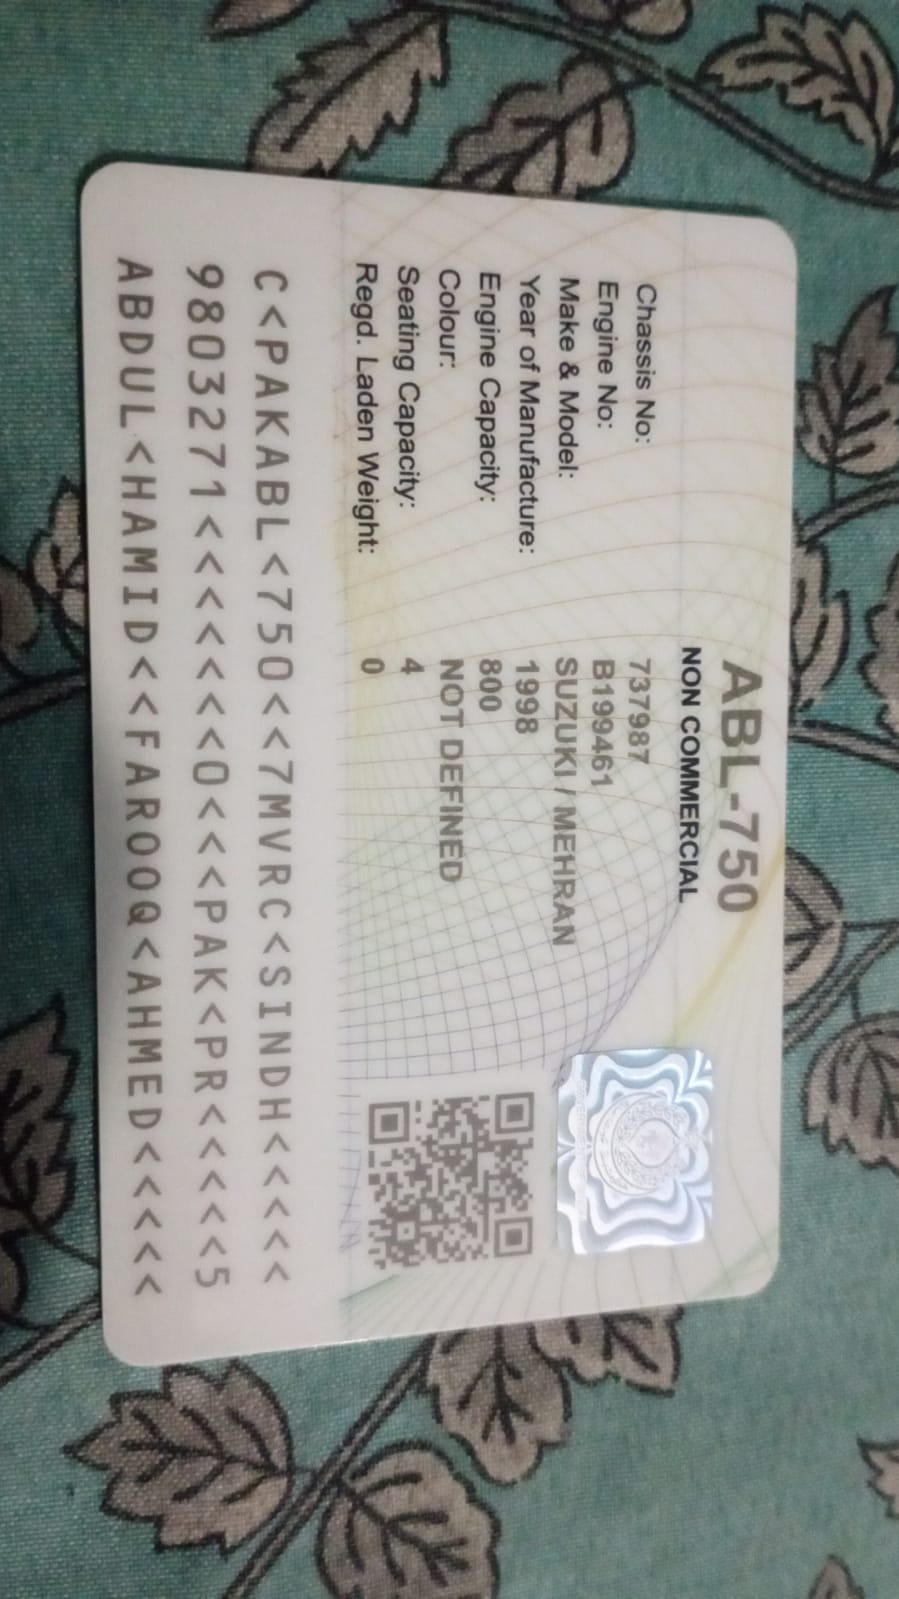 ABL-750
NON COMMERCIAL
Chassis No: 737987
Engine No: B199461
Make & Model: SUZUKI / MEHRAN
Year of Manufacture: 1998
Engine Capacity: 800
Colour: NOT DEFINED
Seating Capacity: 4
Regd. Laden Weight: 0
C<PAKABL<750<<7MVRC<SINDH<<<<<
9803271<<<<<<<0<<<PAK<PR<<<<<5
ABDUL<HAMID<<FAROOQ<AHMED<<<<<